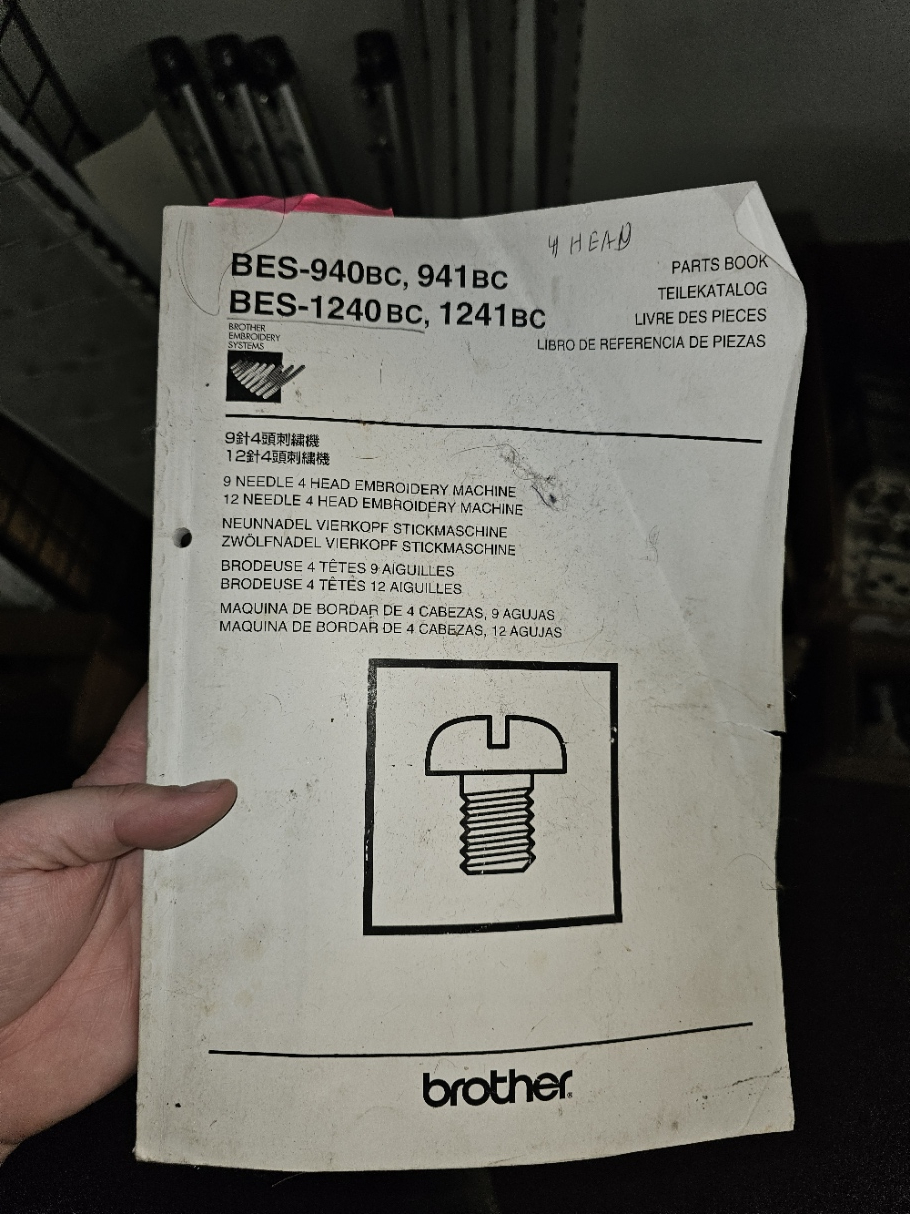 4 HEAD
BES-940BC, 941BC
BES-1240BC, 1241BC
PARTS BOOK
TEILEKATALOG
LIVRE DES PIECES
LIBRO DE REFERENCIA DE PIEZAS
BROTHER
EMBROIDERY
SYSTEMS
9針4頭刺繍機
12針4頭刺繍機
9 NEEDLE 4 HEAD EMBROIDERY MACHINE
12 NEEDLE 4 HEAD EMBROIDERY MACHINE
NEUNNADEL VIERKOPF STICKMASCHINE
ZWÖLFNADEL VIERKOPF STICKMASCHINE
BRODEUSE 4 TÊTES 9 AIGUILLES
BRODEUSE 4 TÊTES 12 AIGUILLES
MAQUINA DE BORDAR DE 4 CABEZAS, 9 AGUJAS
MAQUINA DE BORDAR DE 4 CABEZAS, 12 AGUJAS
brother